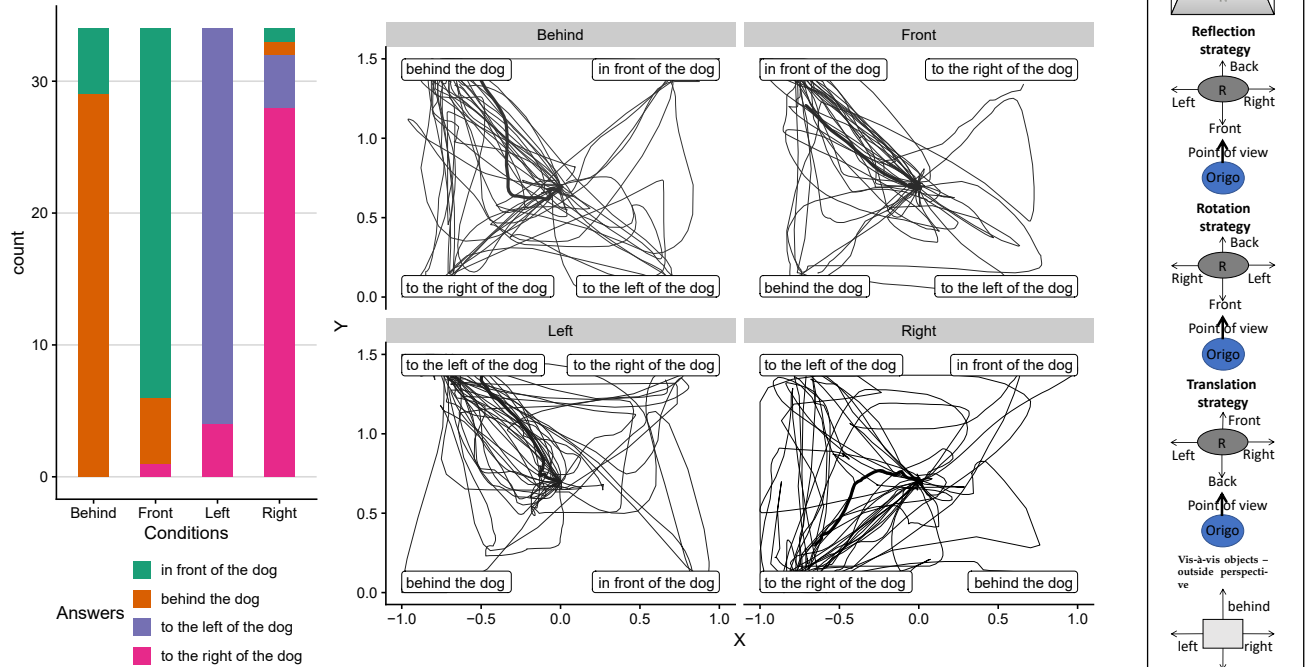 30
20
10
0
count
Behind Front Left Right
Conditions
Answers
in front of the dog
behind the dog
to the left of the dog
to the right of the dog
Behind
Front
1.5
1.0
0.5
0.0
behind the dog
in front of the dog
to the right of the dog
to the left of the dog
in front of the dog
to the right of the dog
behind the dog
to the left of the dog
Y
Left
Right
1.5
1.0
0.5
0.0
to the left of the dog
to the right of the dog
behind the dog
in front of the dog
to the left of the dog
in front of the dog
to the right of the dog
behind the dog
−1.0 −0.5 0.0 0.5 1.0
−1.0 −0.5 0.0 0.5 1.0
X
Reflection
strategy
Back
R
Left Right
Front
Point of view
Origo
Rotation
strategy
Back
R
Right Left
Front
Point of view
Origo
Translation
strategy
Front
R
Left Right
Back
Point of view
Origo
Vis-à-vis objects –
outside perspecti-
ve
behind
left right